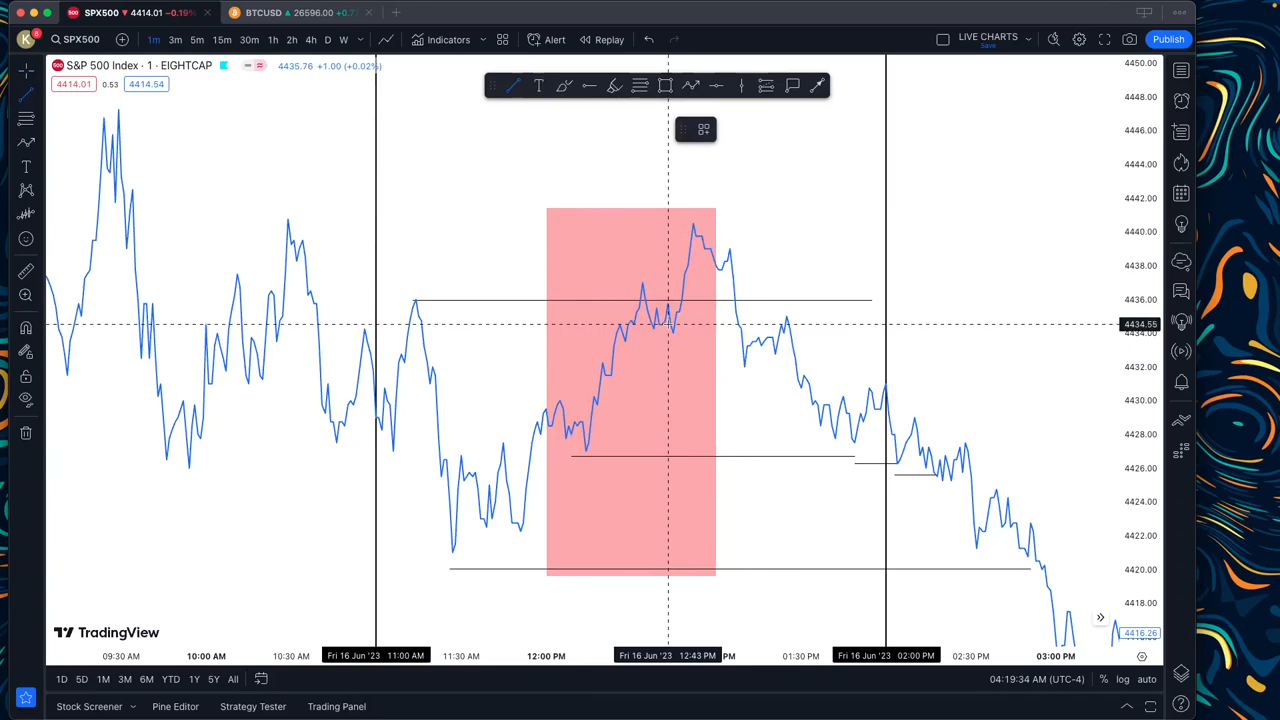 SPX500 ▼ 4414.01 −0.19%
BTCUSD ▲ 26596.00 +0.7
K 6 SPX500 1m 3m 5m 15m 30m 1h 2h 4h D W Indicators Alert Replay LIVE CHARTS Save Publish
500 S&P 500 Index · 1 · EIGHTCAP 4435.76 +1.00 (+0.02%)
4414.01 0.53 4414.54
4450.00
4448.00
4446.00
4444.00
4442.00
4440.00
4438.00
4436.00
4434.55
4434.00
4432.00
4430.00
4428.00
4426.00
4424.00
4422.00
4420.00
4418.00
4416.26
TradingView
09:30 AM 10:00 AM 10:30 AM Fri 16 Jun '23 11:00 AM 11:30 AM 12:00 PM Fri 16 Jun '23 12:43 PM PM 01:30 PM Fri 16 Jun '23 02:00 PM 02:30 PM 03:00 PM
1D 5D 1M 3M 6M YTD 1Y 5Y All 04:19:34 AM (UTC-4) % log auto
Stock Screener Pine Editor Strategy Tester Trading Panel